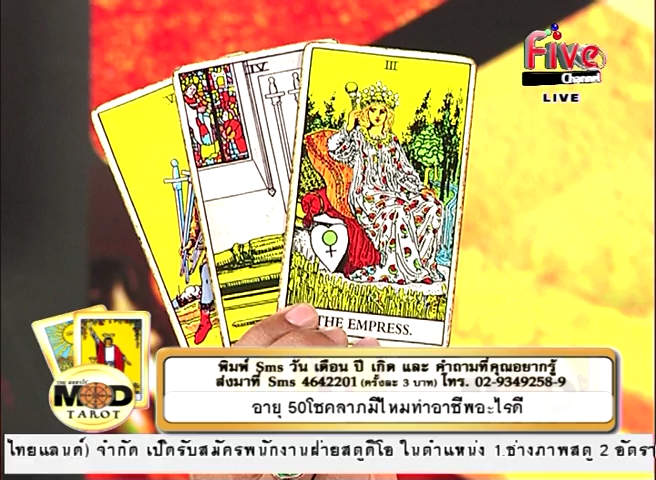 Five
Channel
LIVE
V
IV
III
THE EMPRESS.
MD
TAROT
พิมพ์ Sms วัน เดือน ปี เกิด และ คำถามที่คุณอยากรู้
ส่งมาที่ Sms 4642201 (ครั้งละ 3 บาท) โทร. 02-9349258-9
อายุ 50โชคลาภมีไหมทำอาชีพอะไรดี
ไทยแลนด์) จำกัด เปิดรับสมัครพนักงานฝ่ายสตูดิโอ ในตำแหน่ง 1.ช่างภาพสตู 2 อัตรา